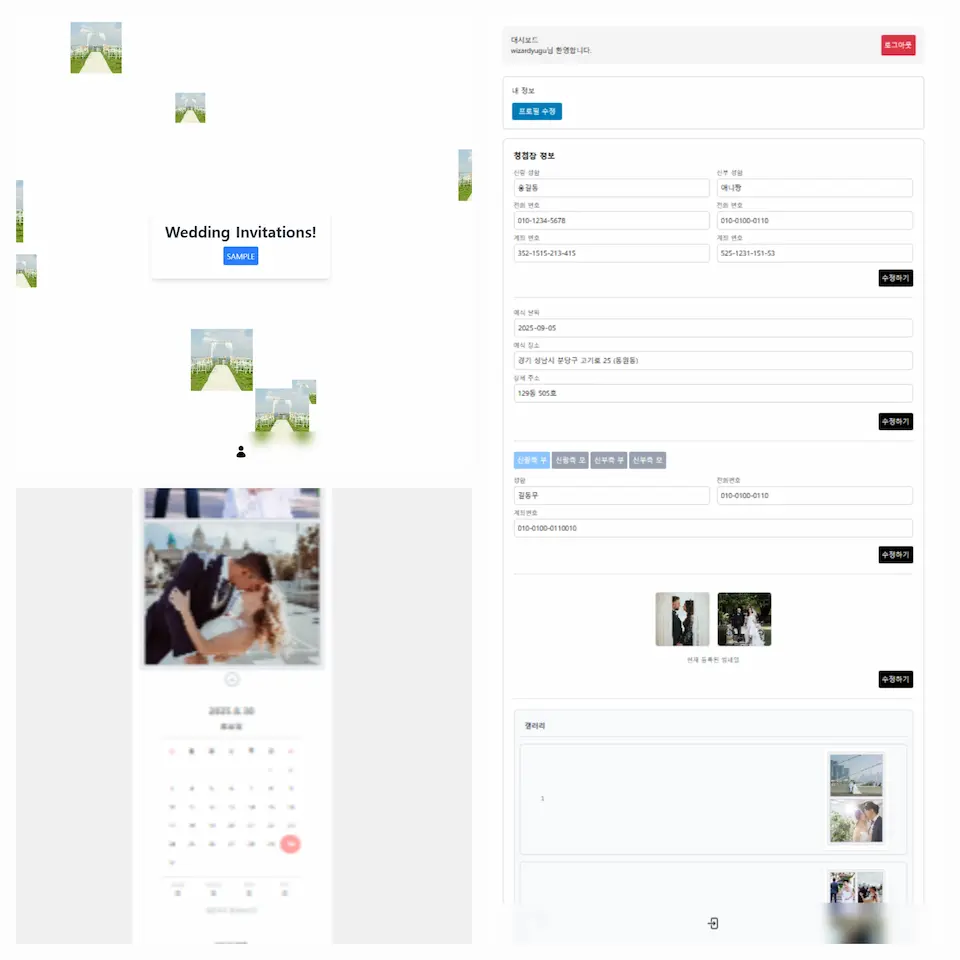 Wedding Invitations!
SAMPLE
대시보드
wizardyugu님 환영합니다.
로그아웃
내 정보
프로필 수정
청첩장 정보
신랑 성함
신부 성함
홍길동
애니짱
전화 번호
전화 번호
010-1234-5678
010-0100-0110
계좌 번호
계좌 번호
352-1515-213-415
525-1231-151-53
수정하기
예식 날짜
2025-09-05
예식 장소
경기 성남시 분당구 고기로 25 (동원동)
상세 주소
129동 505호
수정하기
신랑측 부
신랑측 모
신부측 부
신부측 모
성함
전화번호
길동부
010-0100-0110
계좌번호
010-0100-0110010
수정하기
현재 등록된 썸네일
수정하기
갤러리
1